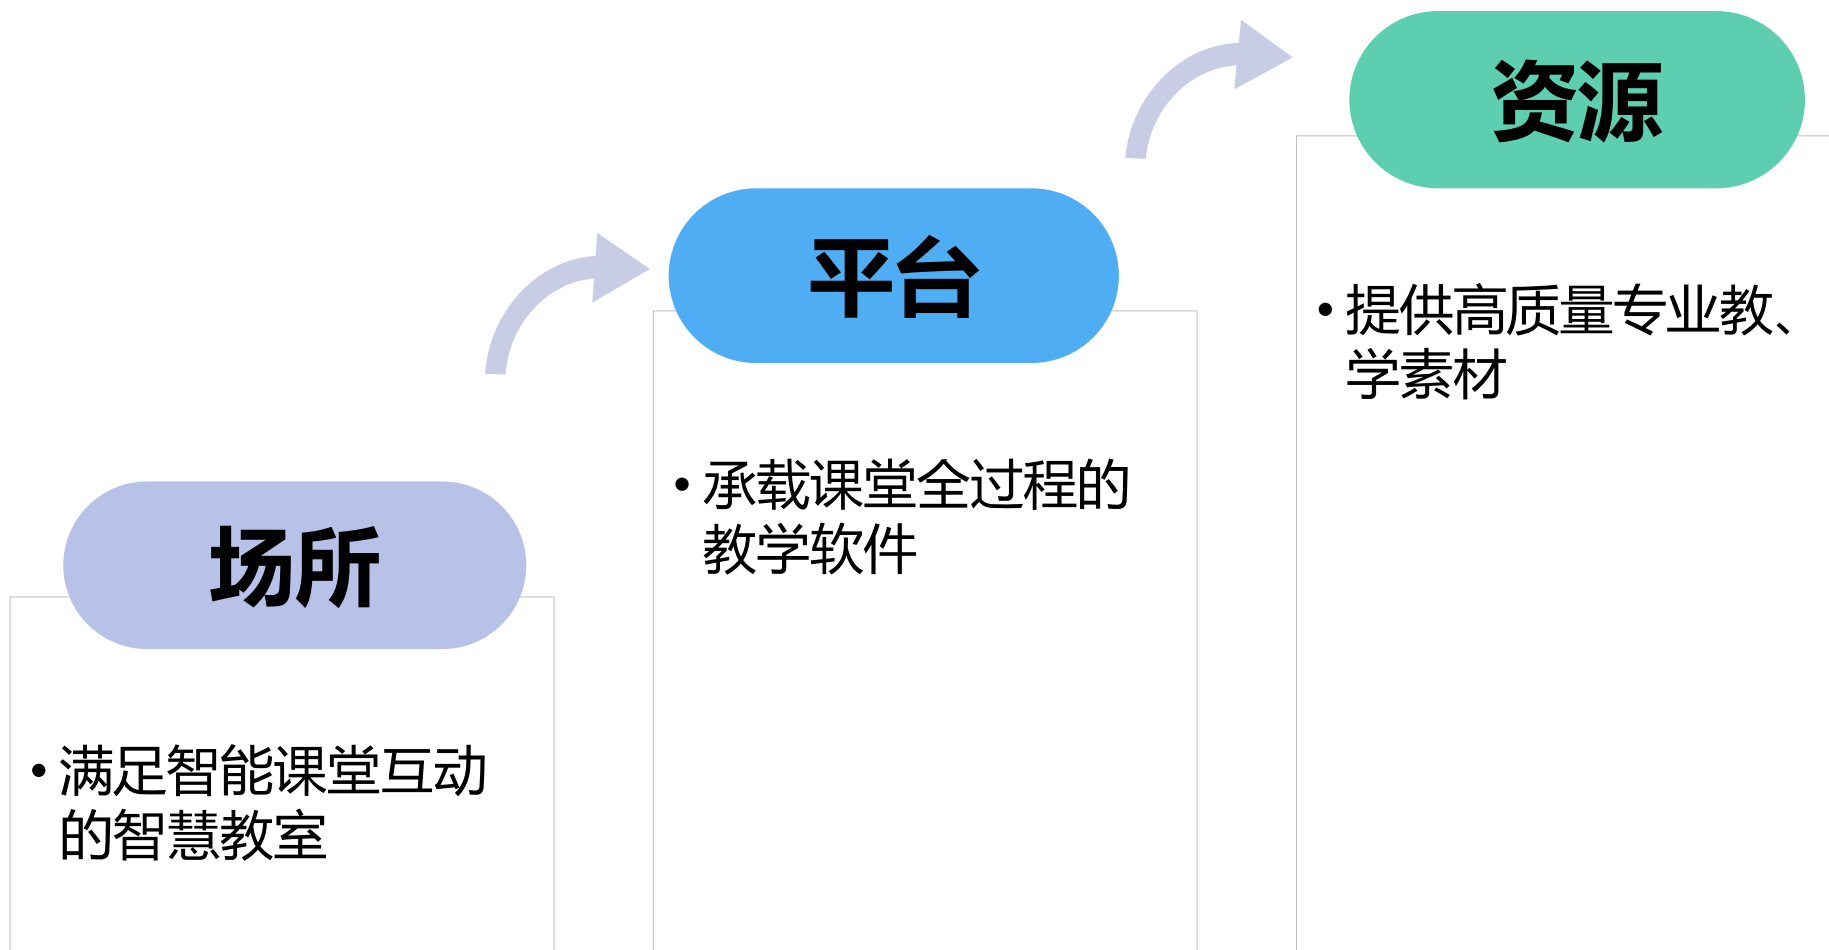 场所
• 满足智能课堂互动
的智慧教室
平台
• 承载课堂全过程的
教学软件
资源
• 提供高质量专业教、
学素材